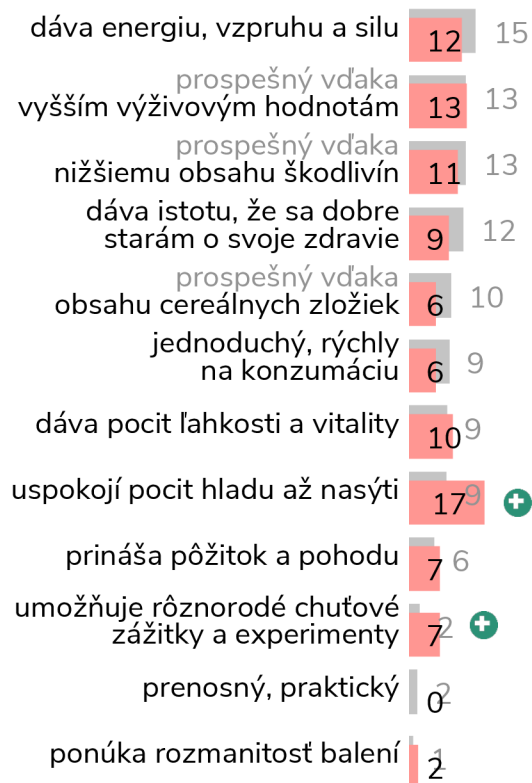 dáva energiu, vzpruhu a silu 12 15
prospešný vďaka
vyšším výživovým hodnotám 13 13
prospešný vďaka
nižšiemu obsahu škodlivín 11 13
dáva istotu, že sa dobre
starám o svoje zdravie 9 12
prospešný vďaka
obsahu cereálnych zložiek 6 10
jednoduchý, rýchly
na konzumáciu 6 9
dáva pocit ľahkosti a vitality 10 9
uspokojí pocit hladu až nasýti 17 9
prináša pôžitok a pohodu 7 6
umožňuje rôznorodé chuťové
zážitky a experimenty 7 2
prenosný, praktický 0 2
ponúka rozmanitosť balení 2 1